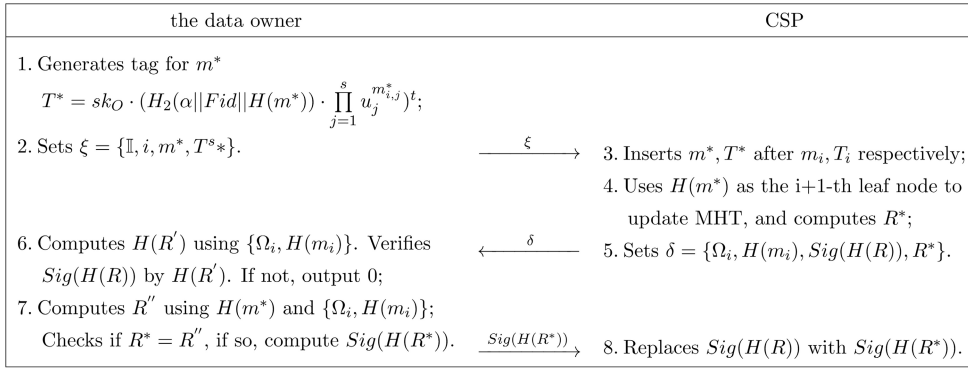 the data owner CSP
1. Generates tag for m*
T* = sk_O · (H_2(α||Fid||H(m*)) · ∏_{j=1}^{s} u_j^{m*_{i,j}})^t;
2. Sets ξ = {𝕀, i, m*, T^s*}. ξ 3. Inserts m*, T* after m_i, T_i respectively;
4. Uses H(m*) as the i+1-th leaf node to
update MHT, and computes R*;
6. Computes H(R′) using {Ω_i, H(m_i)}. Verifies δ 5. Sets δ = {Ω_i, H(m_i), Sig(H(R)), R*}.
Sig(H(R)) by H(R′). If not, output 0;
7. Computes R″ using H(m*) and {Ω_i, H(m_i)};
Checks if R* = R″, if so, compute Sig(H(R*)). Sig(H(R*)) 8. Replaces Sig(H(R)) with Sig(H(R*)).